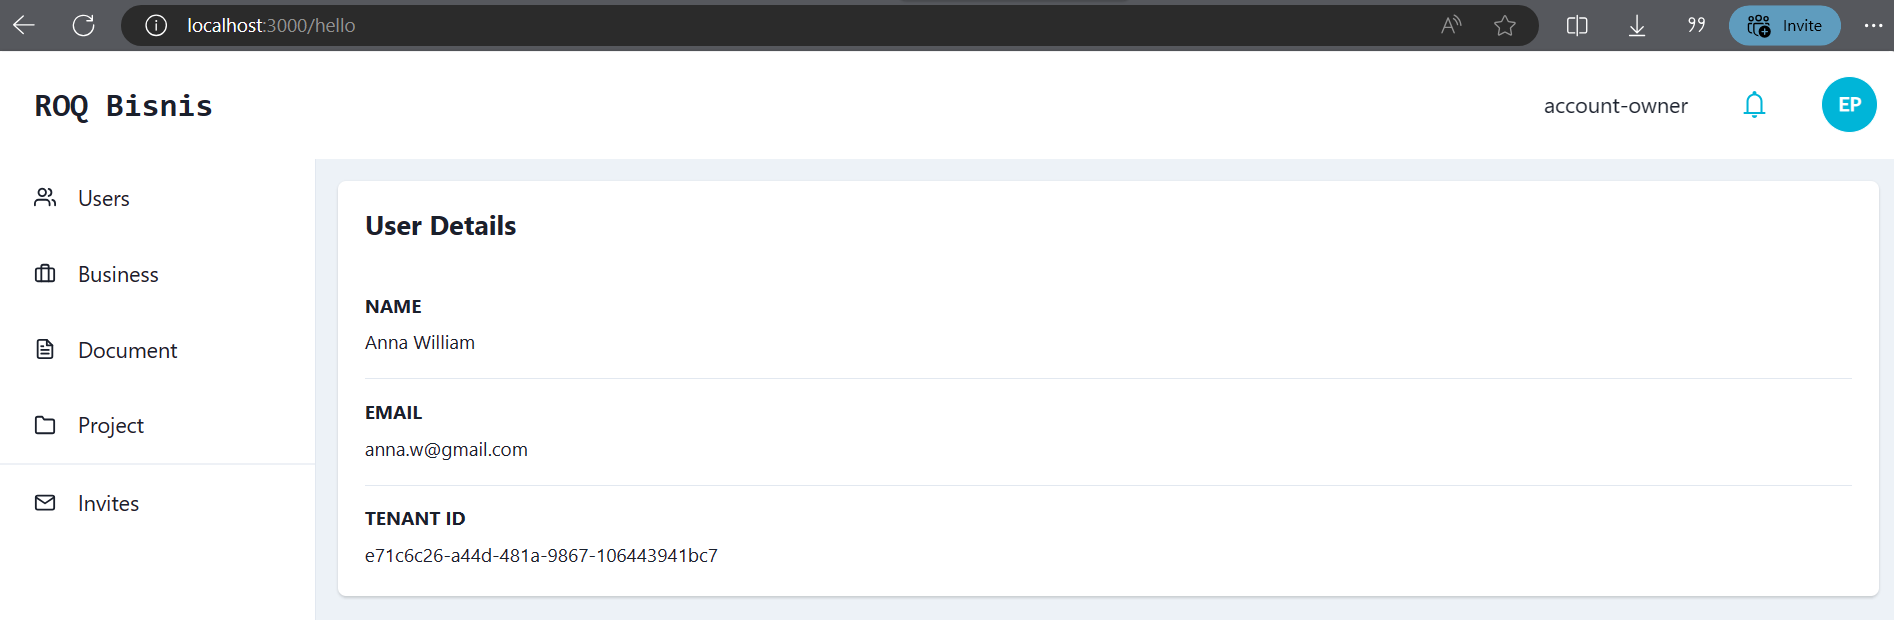 localhost:3000/hello
Invite
ROQ Bisnis
account-owner
EP
Users
Business
Document
Project
Invites
User Details
NAME
Anna William
EMAIL
anna.w@gmail.com
TENANT ID
e71c6c26-a44d-481a-9867-106443941bc7